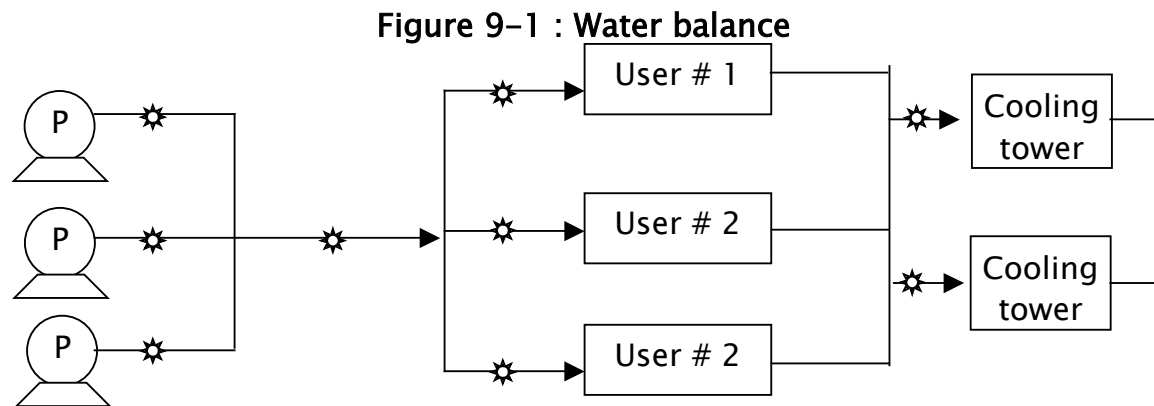 Figure 9-1 : Water balance
P
P
P
User # 1
User # 2
User # 2
Cooling
tower
Cooling
tower